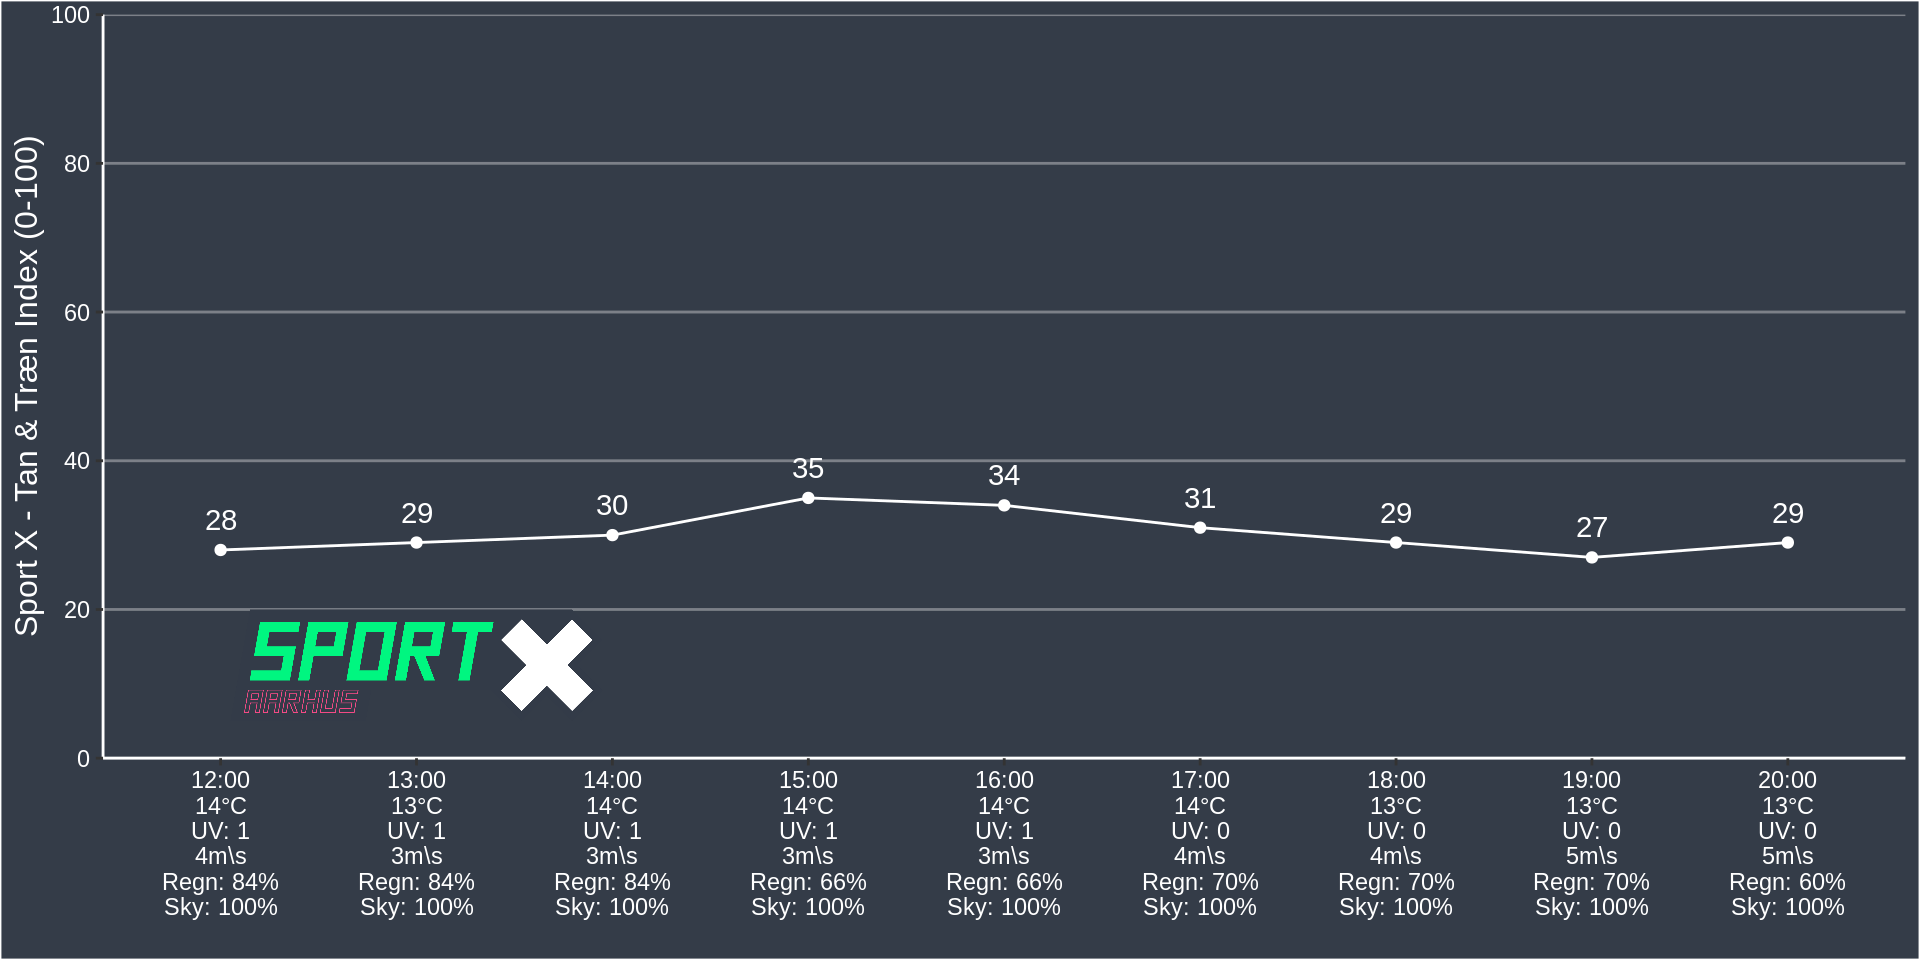 Sport X - Tan & Træn Index (0-100)
100
80
60
40
20
0
28
29
30
35
34
31
29
27
29
SPORT X
AARHUS
12:00 13:00 14:00 15:00 16:00 17:00 18:00 19:00 20:00
14°C 13°C 14°C 14°C 14°C 14°C 13°C 13°C 13°C
UV: 1 UV: 1 UV: 1 UV: 1 UV: 1 UV: 0 UV: 0 UV: 0 UV: 0
4m\s 3m\s 3m\s 3m\s 3m\s 4m\s 4m\s 5m\s 5m\s
Regn: 84% Regn: 84% Regn: 84% Regn: 66% Regn: 66% Regn: 70% Regn: 70% Regn: 70% Regn: 60%
Sky: 100% Sky: 100% Sky: 100% Sky: 100% Sky: 100% Sky: 100% Sky: 100% Sky: 100% Sky: 100%